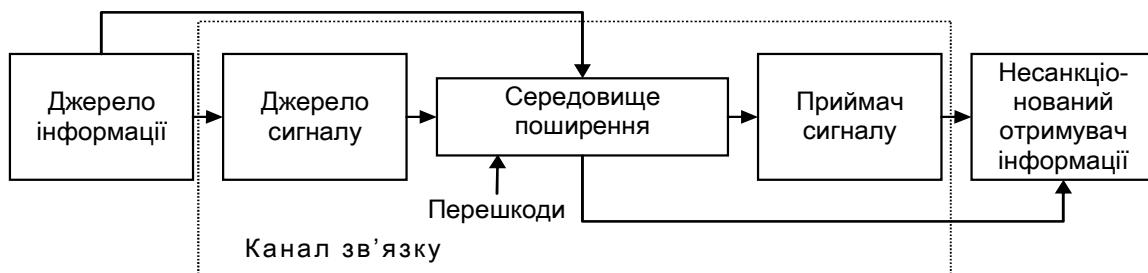 Джерело
інформації
Джерело
сигналу
Середовище
поширення
Приймач
сигналу
Несанкціо-
нований
отримувач
інформації
Перешкоди
Канал зв’язку